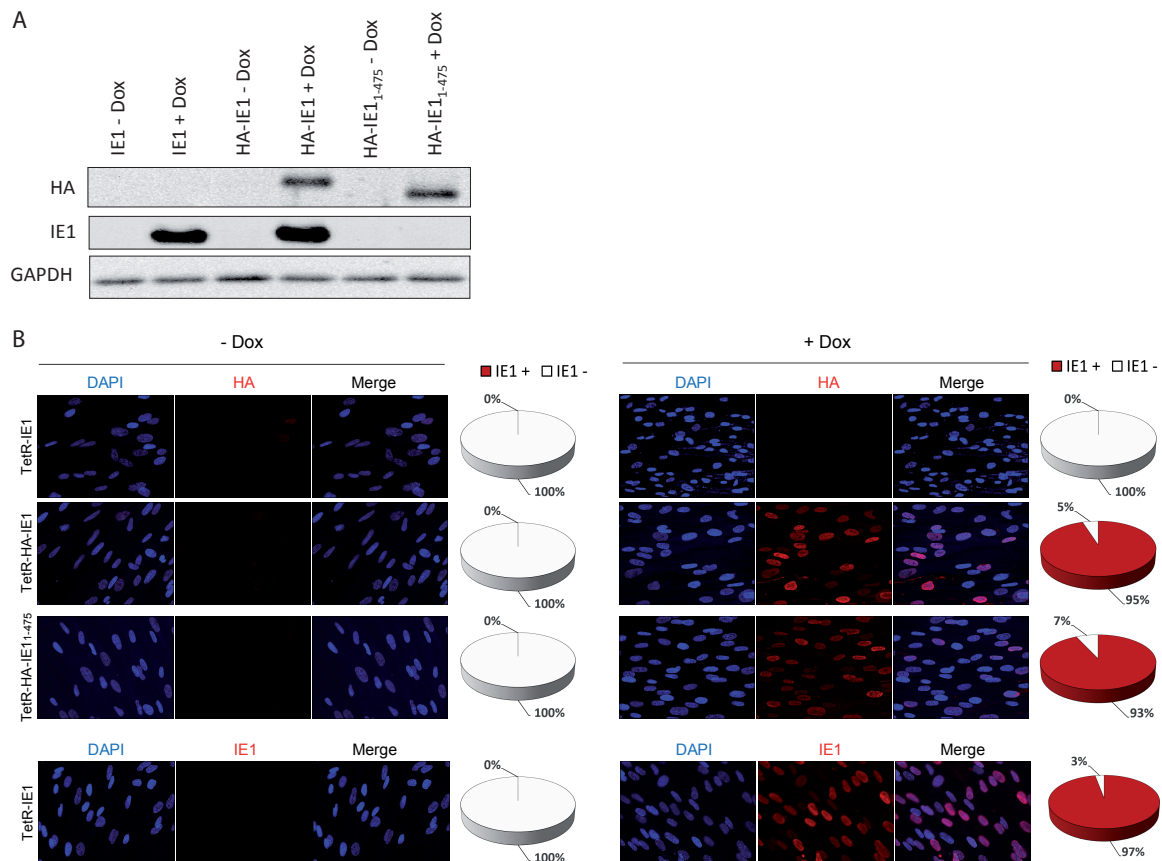 A
IE1 - Dox
IE1 + Dox
HA-IE1 - Dox
HA-IE1 + Dox
HA-IE1₁₋₄₇₅ - Dox
HA-IE1₁₋₄₇₅ + Dox
HA
IE1
GAPDH
B
- Dox
+ Dox
DAPI HA Merge
IE1 + IE1 -
DAPI HA Merge
IE1 + IE1 -
TetR-IE1
0%
100%
0%
100%
TetR-HA-IE1
0%
100%
5%
95%
TetR-HA-IE1₁₋₄₇₅
0%
100%
7%
93%
DAPI IE1 Merge
DAPI IE1 Merge
TetR-IE1
0%
100%
3%
97%